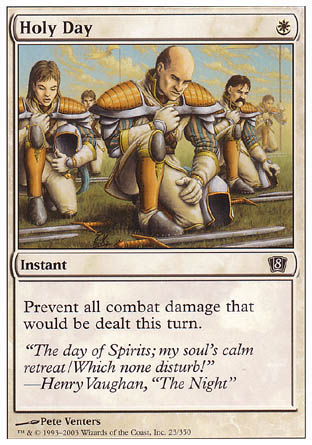 Holy Day
Instant
8
Prevent all combat damage that
would be dealt this turn.
"The day of Spirits; my soul's calm
retreat/Which none disturb!"
—Henry Vaughan, "The Night"
Pete Venters
™ & © 1993–2003 Wizards of the Coast, Inc. 23/350